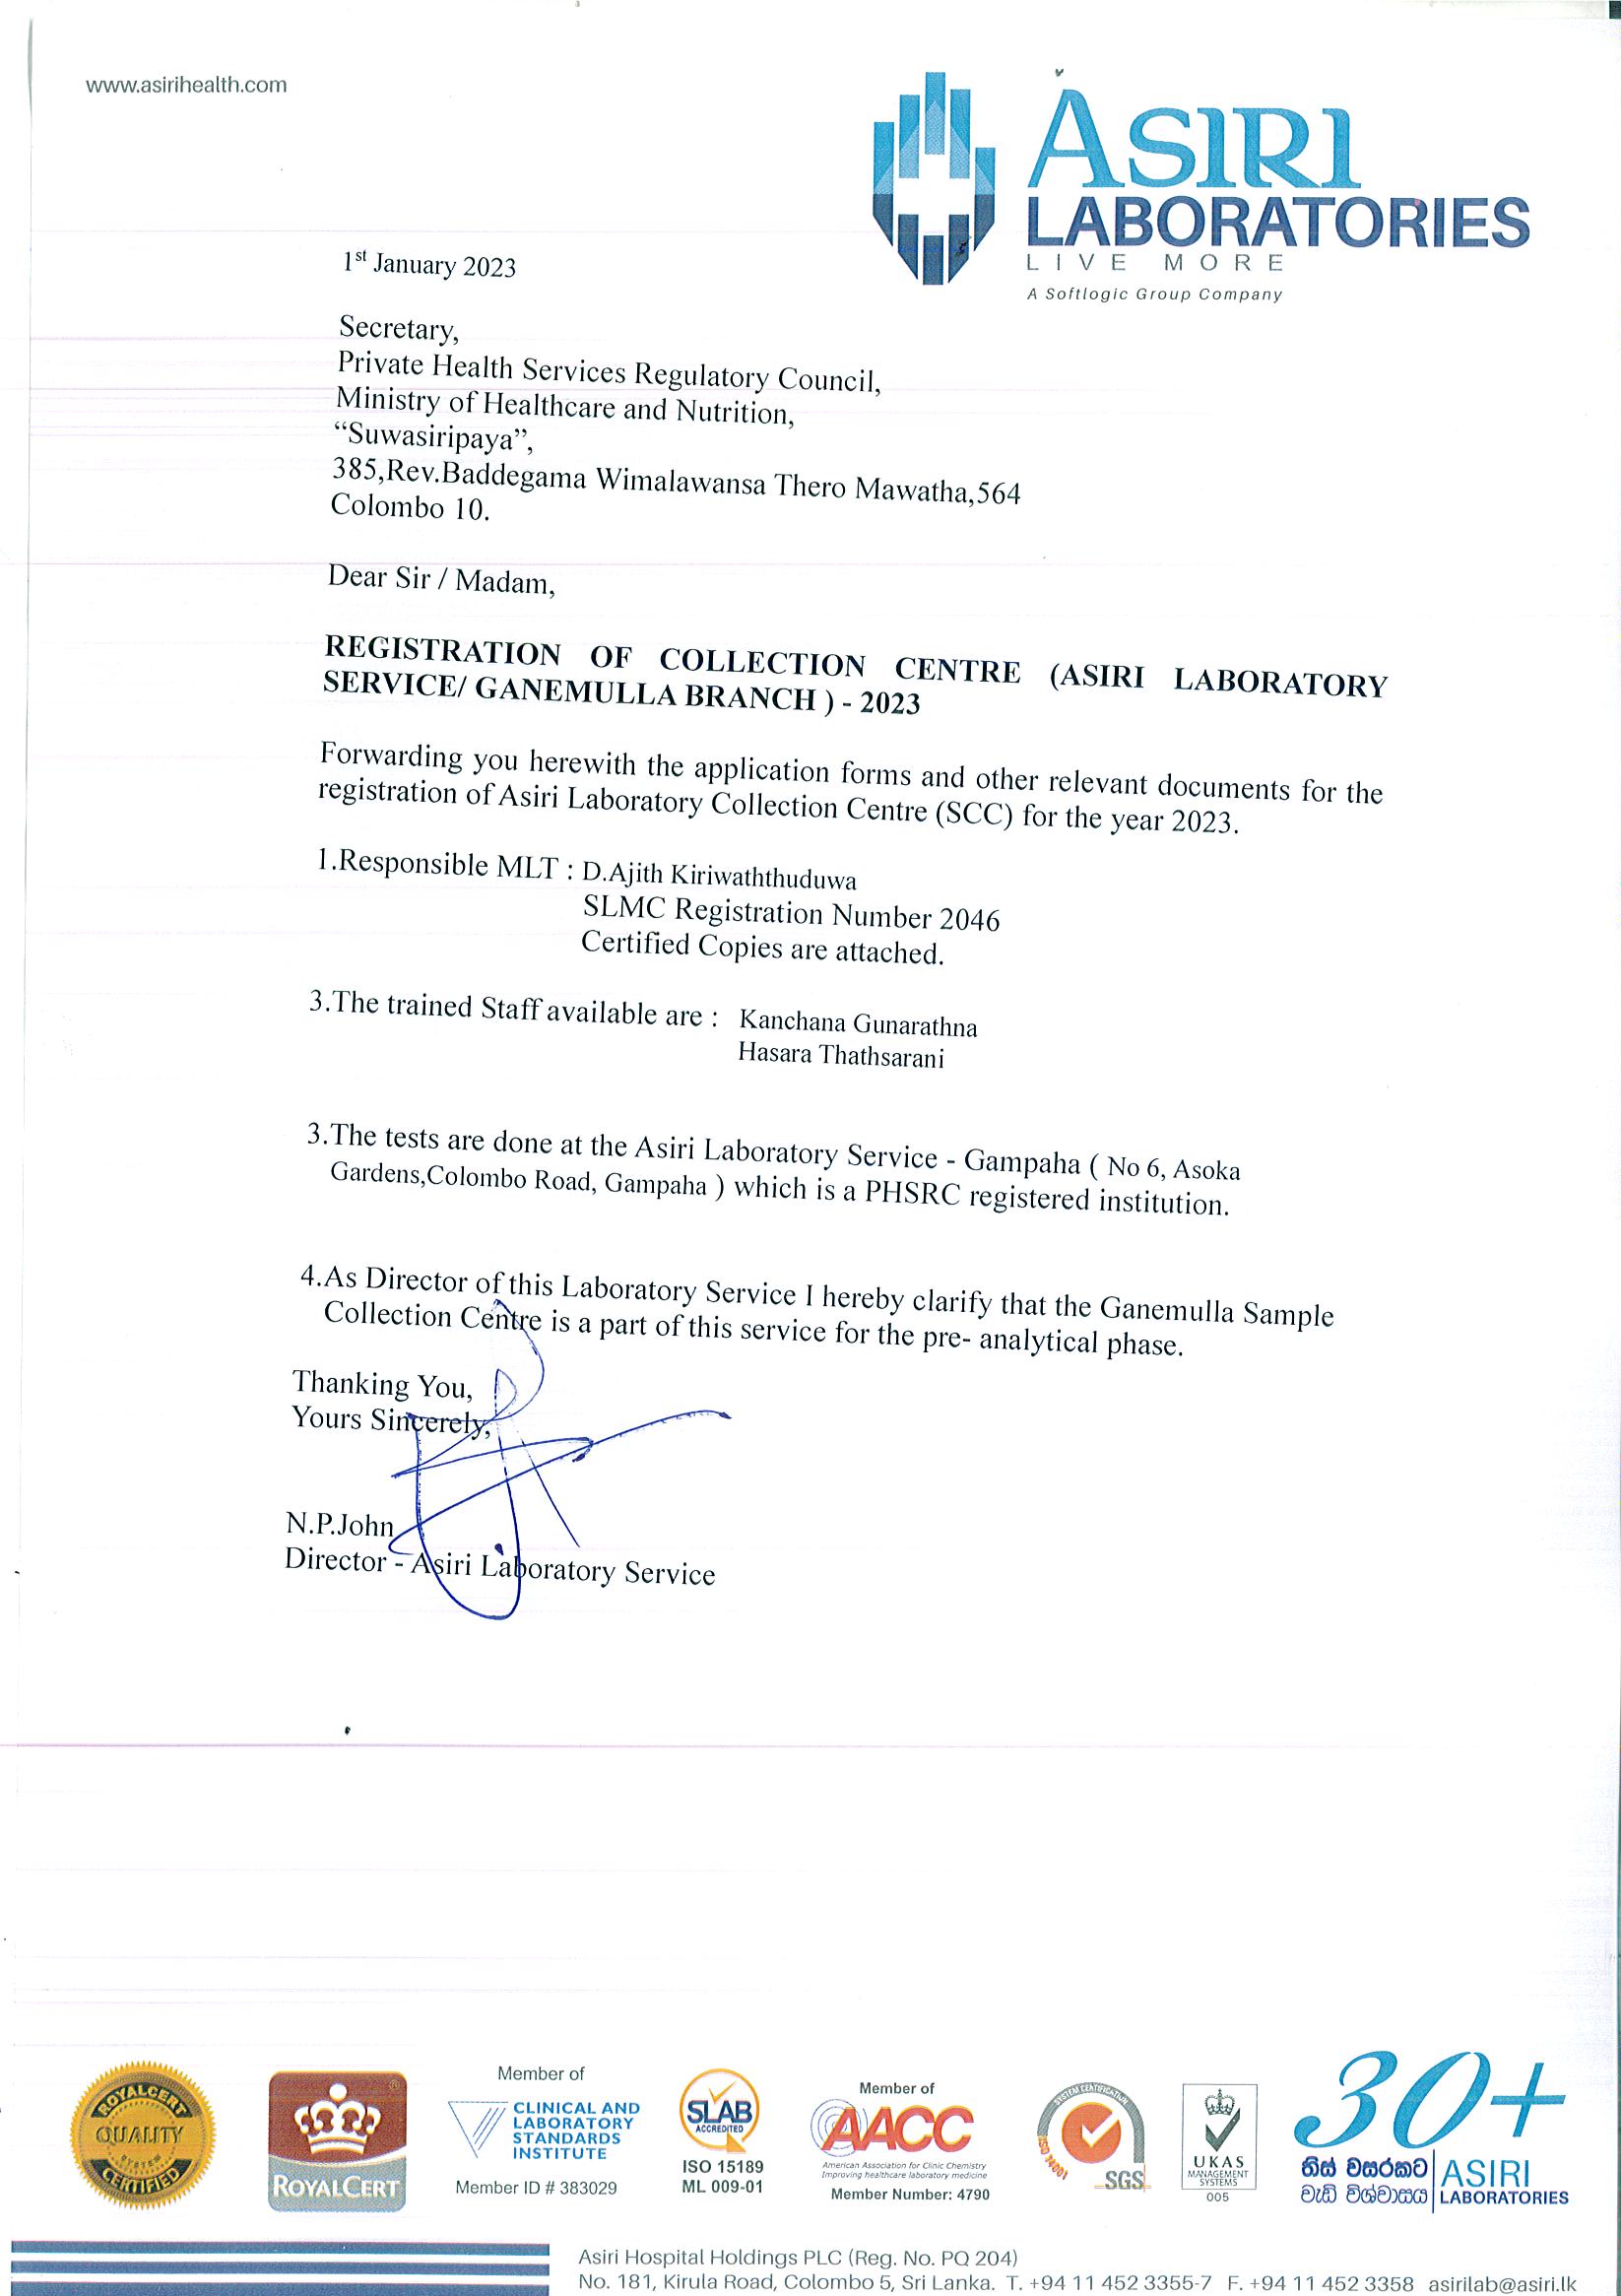 www.asirihealth.com
ASIRI
LABORATORIES
LIVE MORE
A Softlogic Group Company
1st January 2023
Secretary,
Private Health Services Regulatory Council,
Ministry of Healthcare and Nutrition,
“Suwasiripaya”,
385,Rev.Baddegama Wimalawansa Thero Mawatha,564
Colombo 10.
Dear Sir / Madam,
REGISTRATION OF COLLECTION CENTRE (ASIRI LABORATORY
SERVICE/ GANEMULLA BRANCH ) - 2023
Forwarding you herewith the application forms and other relevant documents for the
registration of Asiri Laboratory Collection Centre (SCC) for the year 2023.
1.Responsible MLT : D.Ajith Kiriwaththuduwa
SLMC Registration Number 2046
Certified Copies are attached.
3.The trained Staff available are : Kanchana Gunarathna
Hasara Thathsarani
3.The tests are done at the Asiri Laboratory Service - Gampaha ( No 6, Asoka
Gardens,Colombo Road, Gampaha ) which is a PHSRC registered institution.
4.As Director of this Laboratory Service I hereby clarify that the Ganemulla Sample
Collection Centre is a part of this service for the pre- analytical phase.
Thanking You,
Yours Sincerely,
N.P.John
Director - Asiri Laboratory Service
ROYALCERT
QUALITY
SYSTEM
CERTIFIED
ROYALCERT
Member of
CLINICAL AND
LABORATORY
STANDARDS
INSTITUTE
Member ID # 383029
SLAB
ACCREDITED
ISO 15189
ML 009-01
Member of
AACC
American Association for Clinic Chemistry
Improving healthcare laboratory medicine
Member Number: 4790
SYSTEM CERTIFICATION
ISO 14001
SGS
UKAS
MANAGEMENT
SYSTEMS
005
30+
තිස් වසරකට
වැඩි විශ්වාසය
ASIRI
LABORATORIES
Asiri Hospital Holdings PLC (Reg. No. PQ 204)
No. 181, Kirula Road, Colombo 5, Sri Lanka. T. +94 11 452 3355-7 F. +94 11 452 3358 asirilab@asiri.lk